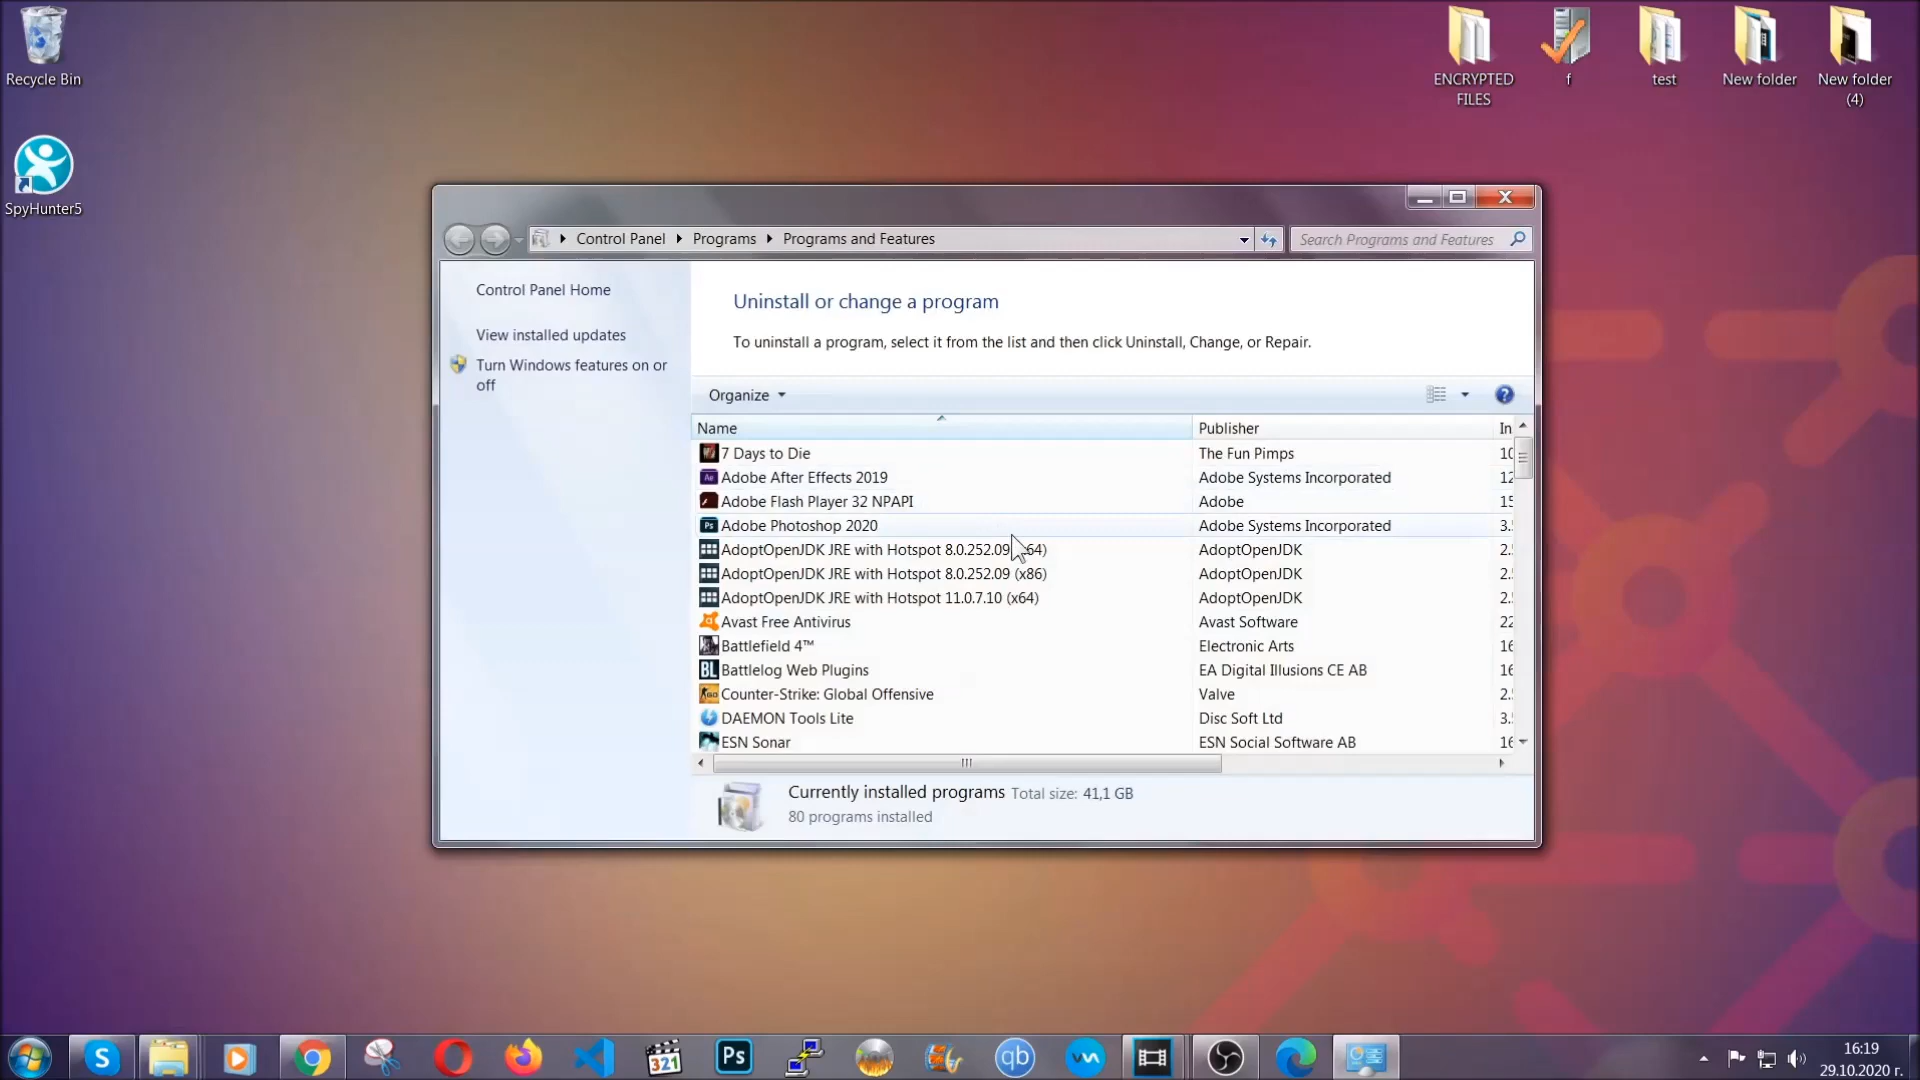 Recycle Bin
SpyHunter5
ENCRYPTED
FILES
f
test
New folder
New folder
(4)
Control Panel
Programs
Programs and Features
Search Programs and Features
Control Panel Home
View installed updates
Turn Windows features on or
off
Uninstall or change a program
To uninstall a program, select it from the list and then click Uninstall, Change, or Repair.
Organize
Name Publisher In
7 Days to Die The Fun Pimps 10
Adobe After Effects 2019 Adobe Systems Incorporated 12
Adobe Flash Player 32 NPAPI Adobe 15
Adobe Photoshop 2020 Adobe Systems Incorporated 3.
AdoptOpenJDK JRE with Hotspot 8.0.252.09 64) AdoptOpenJDK 2.
AdoptOpenJDK JRE with Hotspot 8.0.252.09 (x86) AdoptOpenJDK 2.
AdoptOpenJDK JRE with Hotspot 11.0.7.10 (x64) AdoptOpenJDK 2.
Avast Free Antivirus Avast Software 22
Battlefield 4™ Electronic Arts 16
BL Battlelog Web Plugins EA Digital Illusions CE AB 16
Counter-Strike: Global Offensive Valve 2.
DAEMON Tools Lite Disc Soft Ltd 3.
ESN Sonar ESN Social Software AB 16
Currently installed programs Total size: 41,1 GB
80 programs installed
S
321
Ps
qb
16:19
29.10.2020 г.